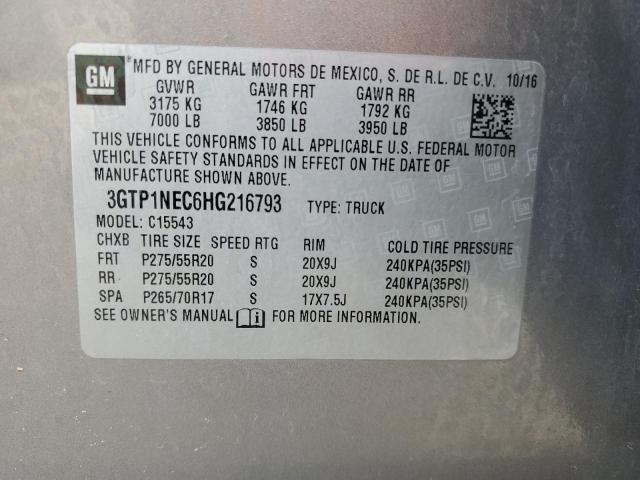 GM ® MFD BY GENERAL MOTORS DE MEXICO, S. DE R.L. DE C.V. 10/16
GVWR GAWR FRT GAWR RR
3175 KG 1746 KG 1792 KG
7000 LB 3850 LB 3950 LB
THIS VEHICLE CONFORMS TO ALL APPLICABLE U.S. FEDERAL MOTOR
VEHICLE SAFETY STANDARDS IN EFFECT ON THE DATE OF
MANUFACTURE SHOWN ABOVE.
3GTP1NEC6HG216793 TYPE: TRUCK
MODEL: C15543
CHXB TIRE SIZE SPEED RTG RIM COLD TIRE PRESSURE
FRT P275/55R20 S 20X9J 240KPA(35PSI)
RR P275/55R20 S 20X9J 240KPA(35PSI)
SPA P265/70R17 S 17X7.5J 240KPA(35PSI)
SEE OWNER'S MANUAL FOR MORE INFORMATION.